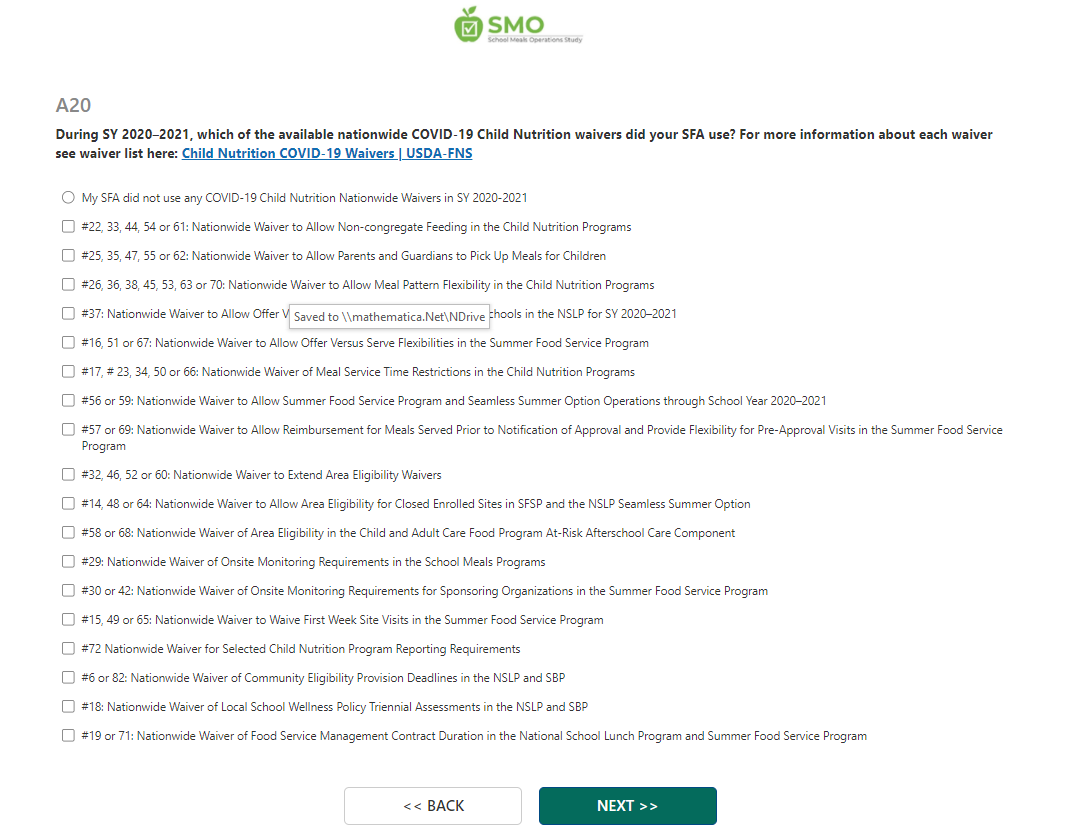 SMO
School Meals Operations Study
A20
During SY 2020–2021, which of the available nationwide COVID-19 Child Nutrition waivers did your SFA use? For more information about each waiver
see waiver list here: Child Nutrition COVID-19 Waivers | USDA-FNS
My SFA did not use any COVID-19 Child Nutrition Nationwide Waivers in SY 2020-2021
#22, 33, 44, 54 or 61: Nationwide Waiver to Allow Non-congregate Feeding in the Child Nutrition Programs
#25, 35, 47, 55 or 62: Nationwide Waiver to Allow Parents and Guardians to Pick Up Meals for Children
#26, 36, 38, 45, 53, 63 or 70: Nationwide Waiver to Allow Meal Pattern Flexibility in the Child Nutrition Programs
#37: Nationwide Waiver to Allow Offer V Saved to \\mathematica.Net\NDrive chools in the NSLP for SY 2020–2021
#16, 51 or 67: Nationwide Waiver to Allow Offer Versus Serve Flexibilities in the Summer Food Service Program
#17, # 23, 34, 50 or 66: Nationwide Waiver of Meal Service Time Restrictions in the Child Nutrition Programs
#56 or 59: Nationwide Waiver to Allow Summer Food Service Program and Seamless Summer Option Operations through School Year 2020–2021
#57 or 69: Nationwide Waiver to Allow Reimbursement for Meals Served Prior to Notification of Approval and Provide Flexibility for Pre-Approval Visits in the Summer Food Service
Program
#32, 46, 52 or 60: Nationwide Waiver to Extend Area Eligibility Waivers
#14, 48 or 64: Nationwide Waiver to Allow Area Eligibility for Closed Enrolled Sites in SFSP and the NSLP Seamless Summer Option
#58 or 68: Nationwide Waiver of Area Eligibility in the Child and Adult Care Food Program At-Risk Afterschool Care Component
#29: Nationwide Waiver of Onsite Monitoring Requirements in the School Meals Programs
#30 or 42: Nationwide Waiver of Onsite Monitoring Requirements for Sponsoring Organizations in the Summer Food Service Program
#15, 49 or 65: Nationwide Waiver to Waive First Week Site Visits in the Summer Food Service Program
#72 Nationwide Waiver for Selected Child Nutrition Program Reporting Requirements
#6 or 82: Nationwide Waiver of Community Eligibility Provision Deadlines in the NSLP and SBP
#18: Nationwide Waiver of Local School Wellness Policy Triennial Assessments in the NSLP and SBP
#19 or 71: Nationwide Waiver of Food Service Management Contract Duration in the National School Lunch Program and Summer Food Service Program
<< BACK
NEXT >>